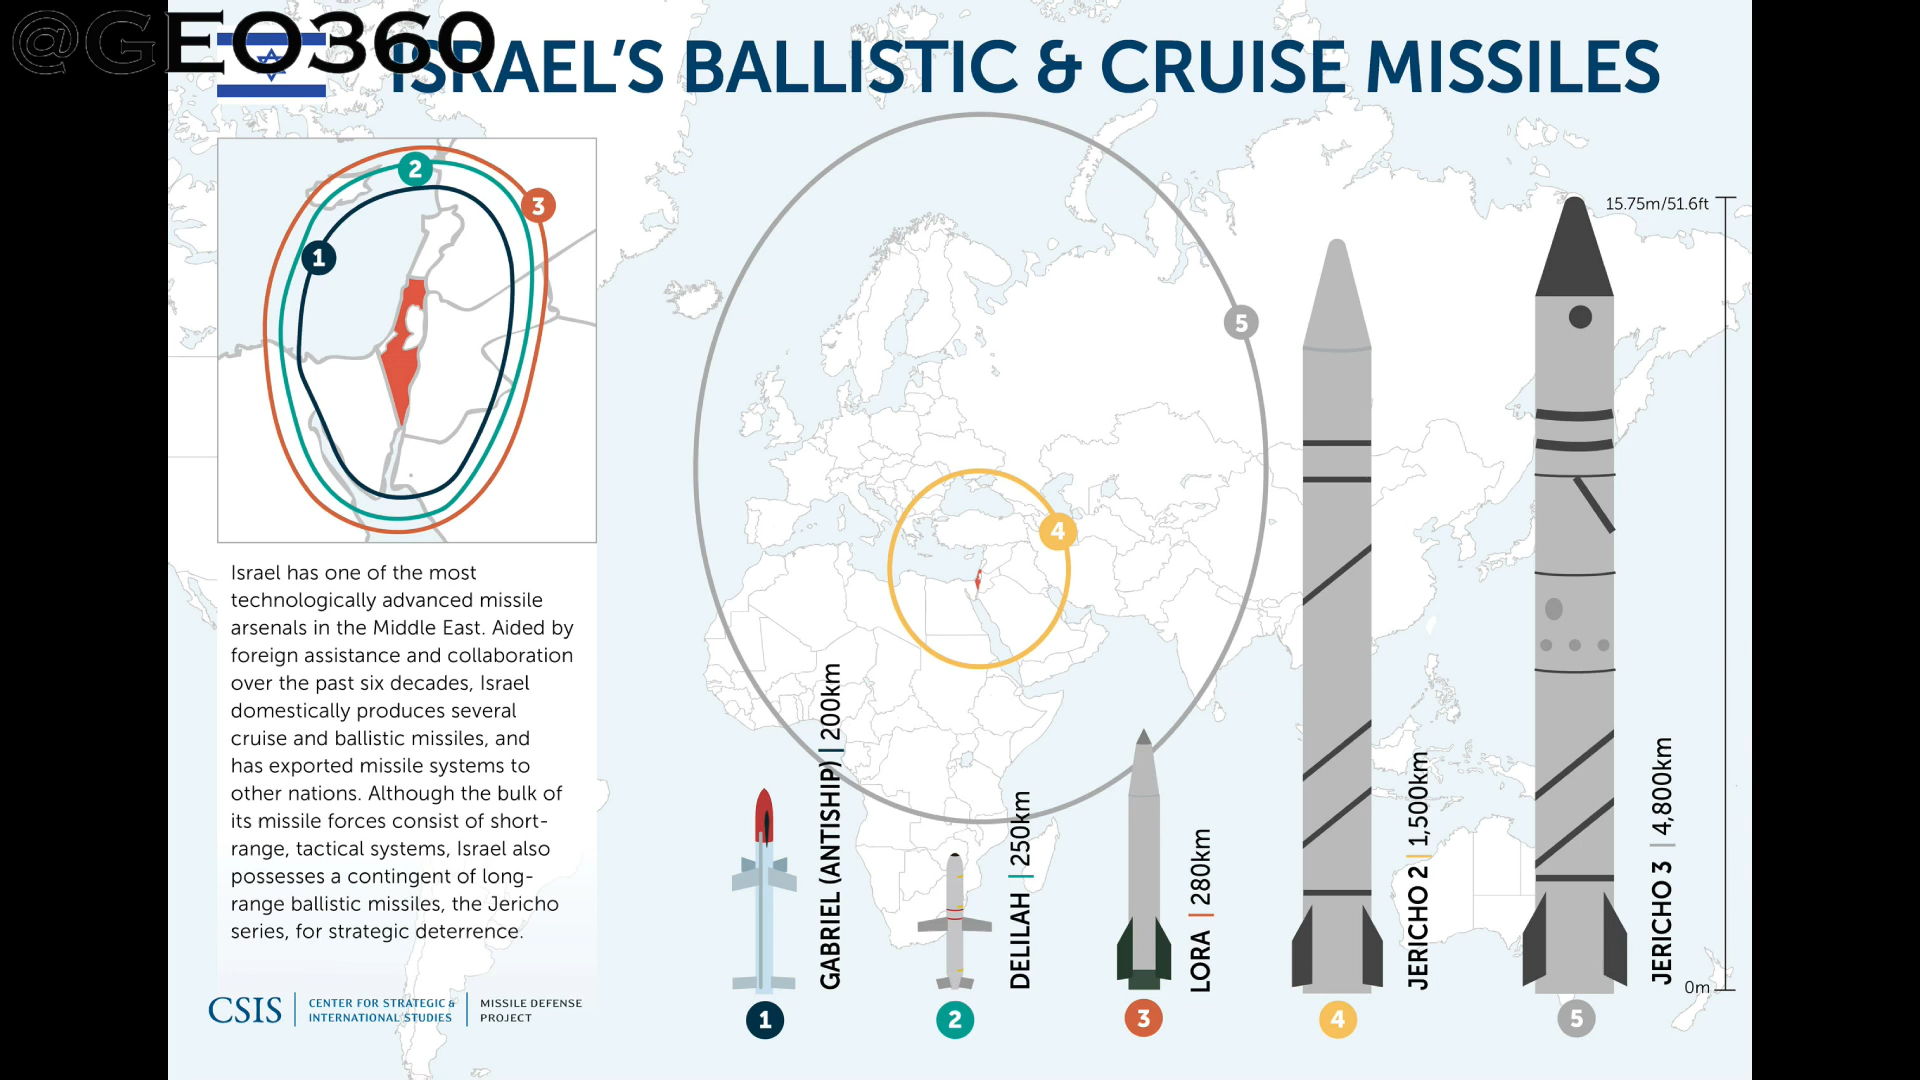 @GEO360
ISRAEL'S BALLISTIC & CRUISE MISSILES
2
3
1
Israel has one of the most
technologically advanced missile
arsenals in the Middle East. Aided by
foreign assistance and collaboration
over the past six decades, Israel
domestically produces several
cruise and ballistic missiles, and
has exported missile systems to
other nations. Although the bulk of
its missile forces consist of short-
range, tactical systems, Israel also
possesses a contingent of long-
range ballistic missiles, the Jericho
series, for strategic deterrence.
CSIS
CENTER FOR STRATEGIC &
INTERNATIONAL STUDIES
MISSILE DEFENSE
PROJECT
5
4
15.75m/51.6ft
0m
GABRIEL (ANTISHIP) | 200km
DELILAH | 250km
LORA | 280km
JERICHO 2 | 1,500km
JERICHO 3 | 4,800km
1
2
3
4
5